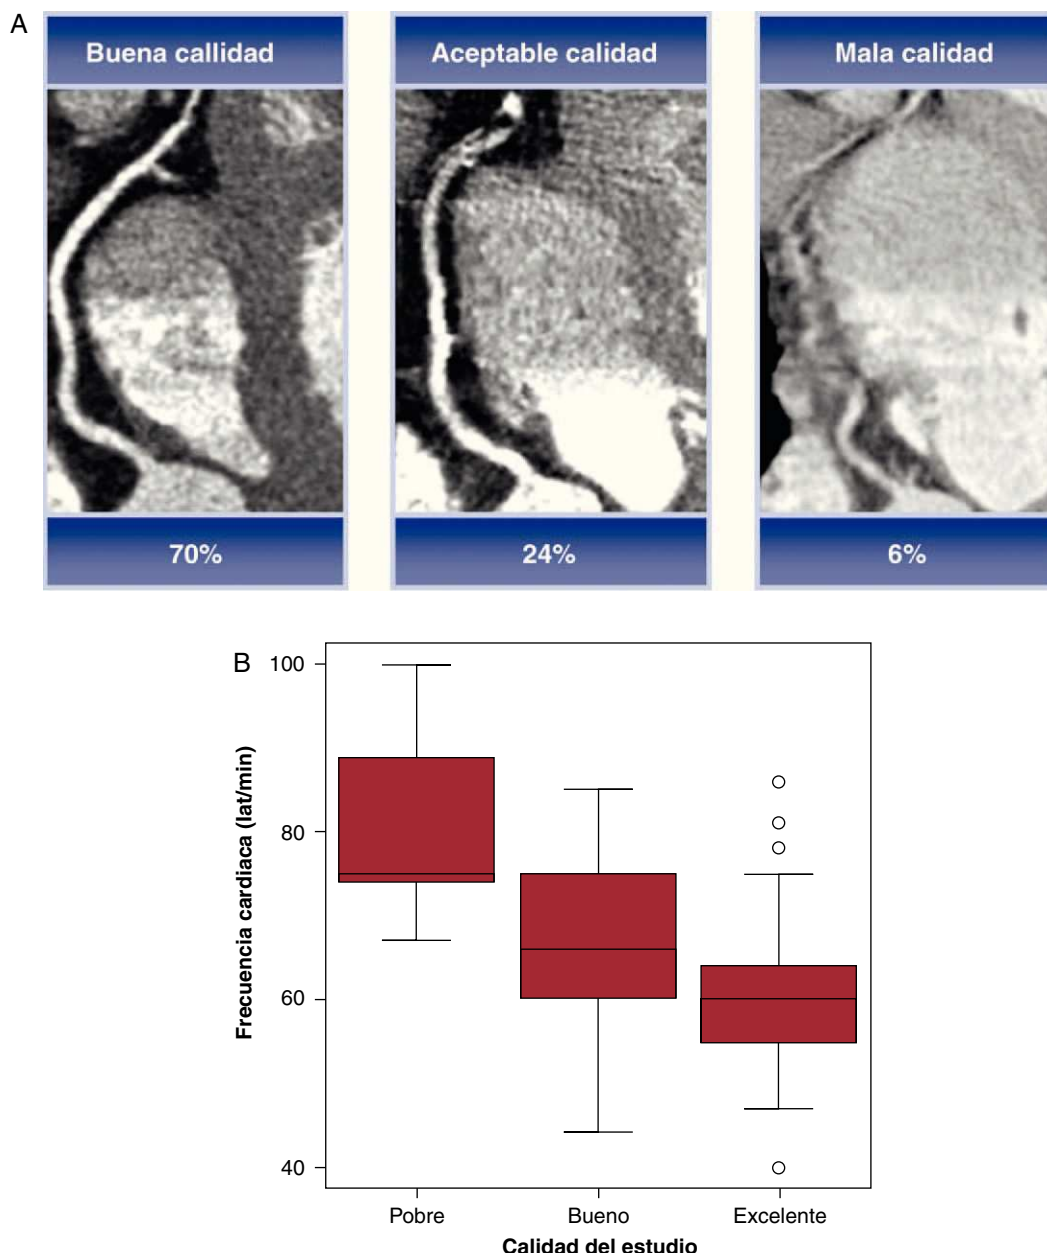 A
Buena callidad
Aceptable calidad
Mala calidad
70%
24%
6%
B
100
80
60
40
Frecuencia cardiaca (lat/min)
Pobre
Bueno
Excelente
Calidad del estudio